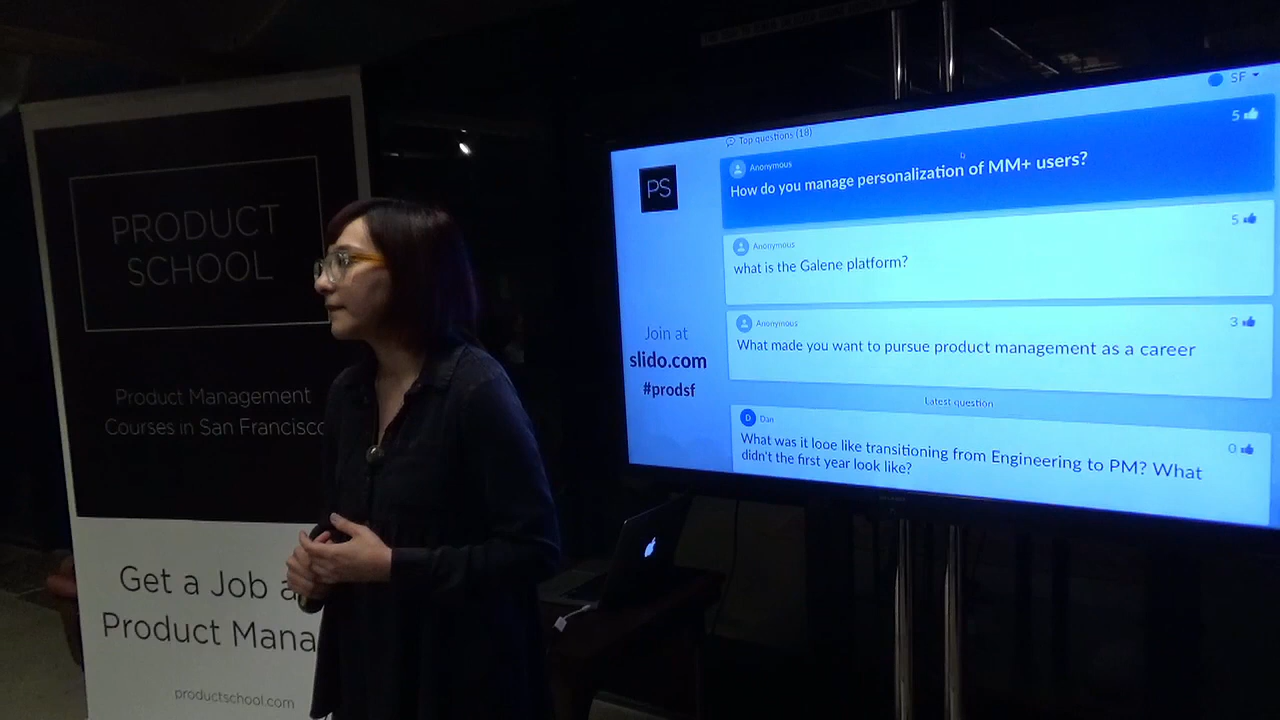 PRODUCT
SCHOOL
Product Management
Courses in San Francisco
Get a Job a
Product Mana
productschool.com
SF
Top questions (18)
PS
Join at
slido.com
#prodsf
5
Anonymous
How do you manage personalization of MM+ users?
5
Anonymous
what is the Galene platform?
3
Anonymous
What made you want to pursue product management as a career
Latest question
D
Dan
0
What was it looe like transitioning from Engineering to PM? What
didn't the first year look like?